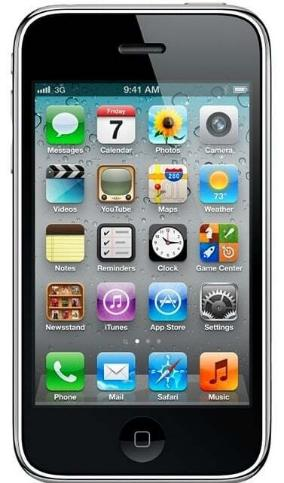 3G 9:41 AM
Friday
7
280
73°
Messages Calendar Photos Camera
Videos YouTube Maps Weather
Notes Reminders Clock Game Center
Newsstand iTunes App Store Settings
Phone Mail Safari Music